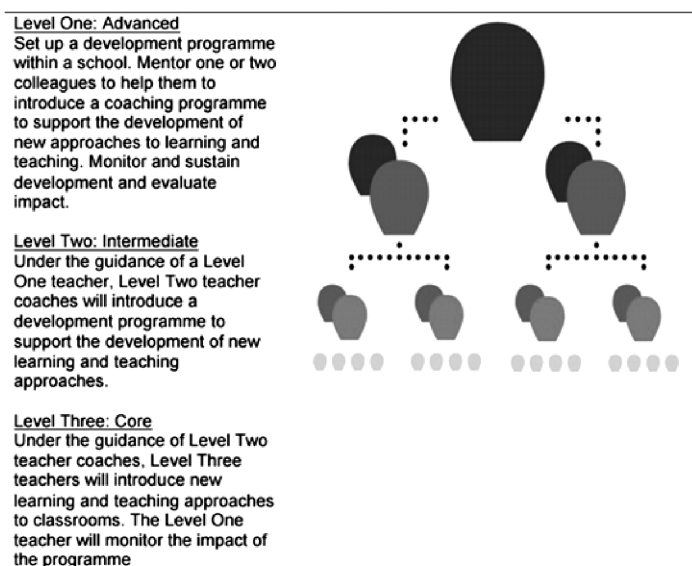 Level One: Advanced
Set up a development programme
within a school. Mentor one or two
colleagues to help them to
introduce a coaching programme
to support the development of
new approaches to learning and
teaching. Monitor and sustain
development and evaluate
impact.
Level Two: Intermediate
Under the guidance of a Level
One teacher, Level Two teacher
coaches will introduce a
development programme to
support the development of new
learning and teaching
approaches.
Level Three: Core
Under the guidance of Level Two
teacher coaches, Level Three
teachers will introduce new
learning and teaching approaches
to classrooms. The Level One
teacher will monitor the impact of
the programme